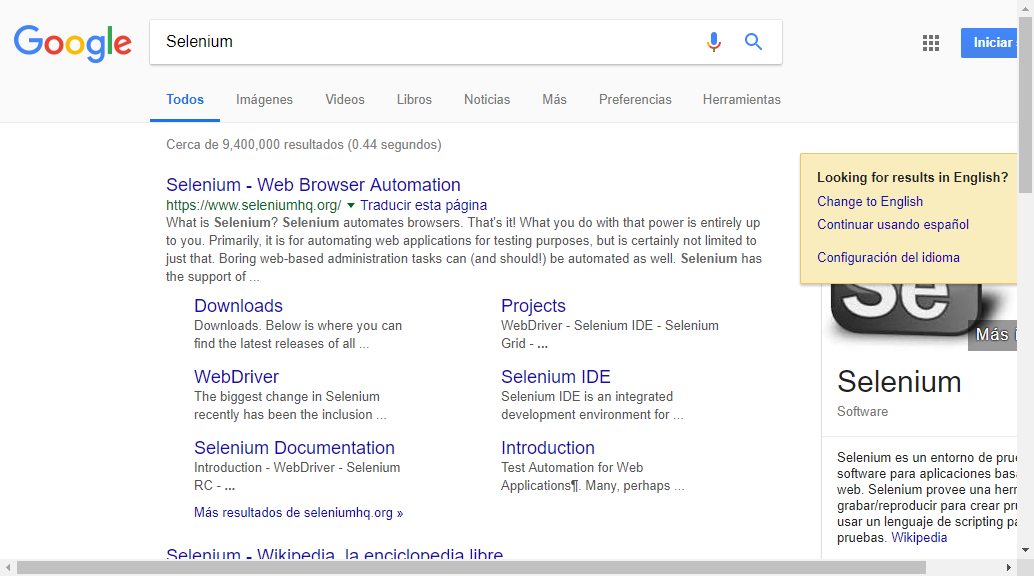 Google
Selenium
Iniciar
Todos Imágenes Videos Libros Noticias Más Preferencias Herramientas
Cerca de 9,400,000 resultados (0.44 segundos)
Selenium - Web Browser Automation
https://www.seleniumhq.org/ ▼ Traducir esta página
What is Selenium? Selenium automates browsers. That's it! What you do with that power is entirely up
to you. Primarily, it is for automating web applications for testing purposes, but is certainly not limited to
just that. Boring web-based administration tasks can (and should!) be automated as well. Selenium has
the support of ...
Downloads
Downloads. Below is where you can
find the latest releases of all ...
Projects
WebDriver - Selenium IDE - Selenium
Grid - ...
WebDriver
The biggest change in Selenium
recently has been the inclusion ...
Selenium IDE
Selenium IDE is an integrated
development environment for ...
Selenium Documentation
Introduction - WebDriver - Selenium
RC - ...
Introduction
Test Automation for Web
Applications¶. Many, perhaps ...
Más resultados de seleniumhq.org »
Selenium - Wikipedia, la enciclopedia libre
Looking for results in English?
Change to English
Continuar usando español
Configuración del idioma
Se
Más
Selenium
Software
Selenium es un entorno de
software para aplicaciones
web. Selenium provee una
grabar/reproducir para crear
usar un lenguaje de scripting
pruebas. Wikipedia